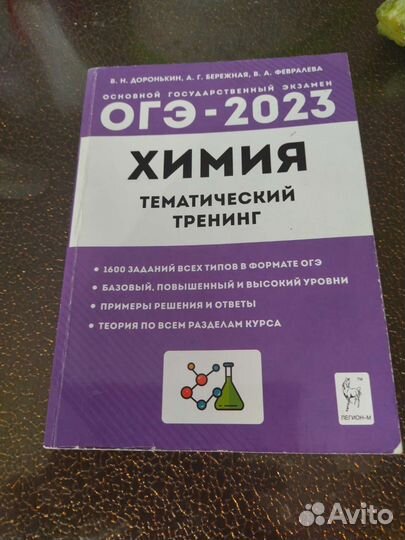 В. Н. ДОРОНЬКИН, А. Г. БЕРЕЖНАЯ, В. А. ФЕВРАЛЕВА
ОСНОВНОЙ ГОСУДАРСТВЕННЫЙ ЭКЗАМЕН
ОГЭ-2023
ХИМИЯ
ТЕМАТИЧЕСКИЙ
ТРЕНИНГ
• 1600 ЗАДАНИЙ ВСЕХ ТИПОВ В ФОРМАТЕ ОГЭ
• БАЗОВЫЙ, ПОВЫШЕННЫЙ И ВЫСОКИЙ УРОВНИ
• ПРИМЕРЫ РЕШЕНИЯ И ОТВЕТЫ
• ТЕОРИЯ ПО ВСЕМ РАЗДЕЛАМ КУРСА
TM
ЛЕГИОН-М
Avito